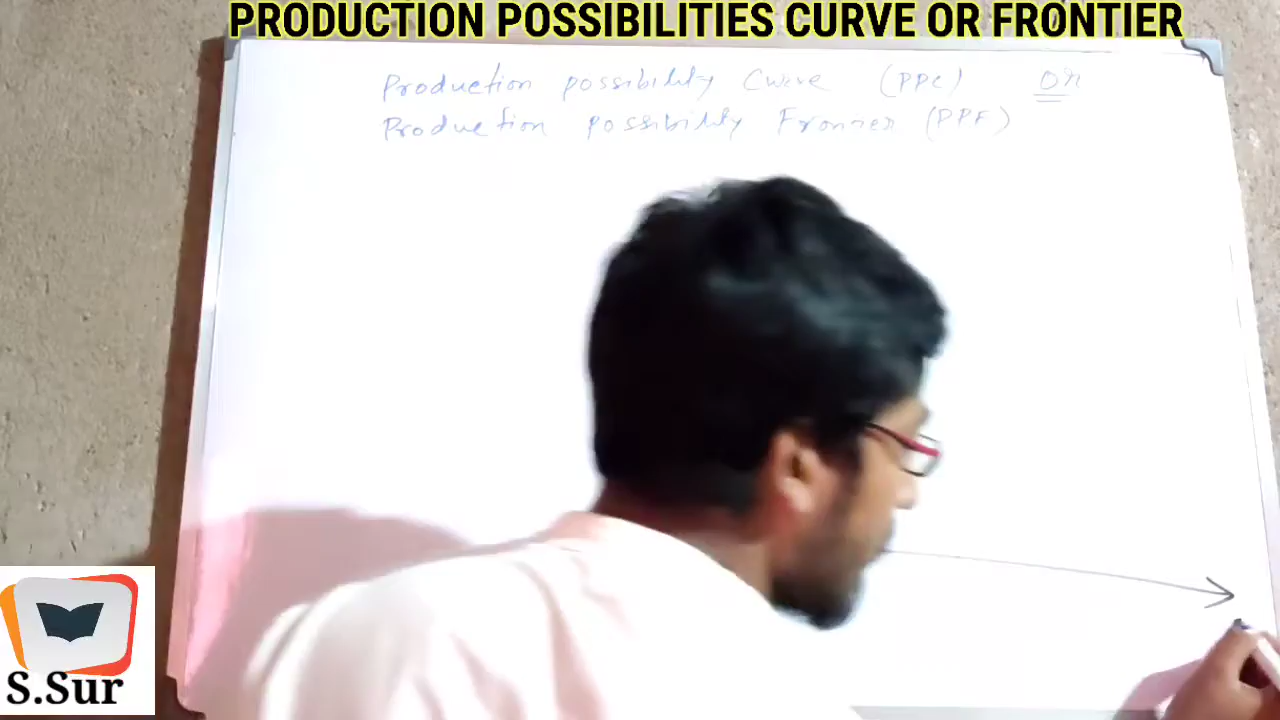 PRODUCTION POSSIBILITIES CURVE OR FRONTIER
Production possibility Curve (PPC) OR
Production possibility Frontier (PPF)
S.Sur